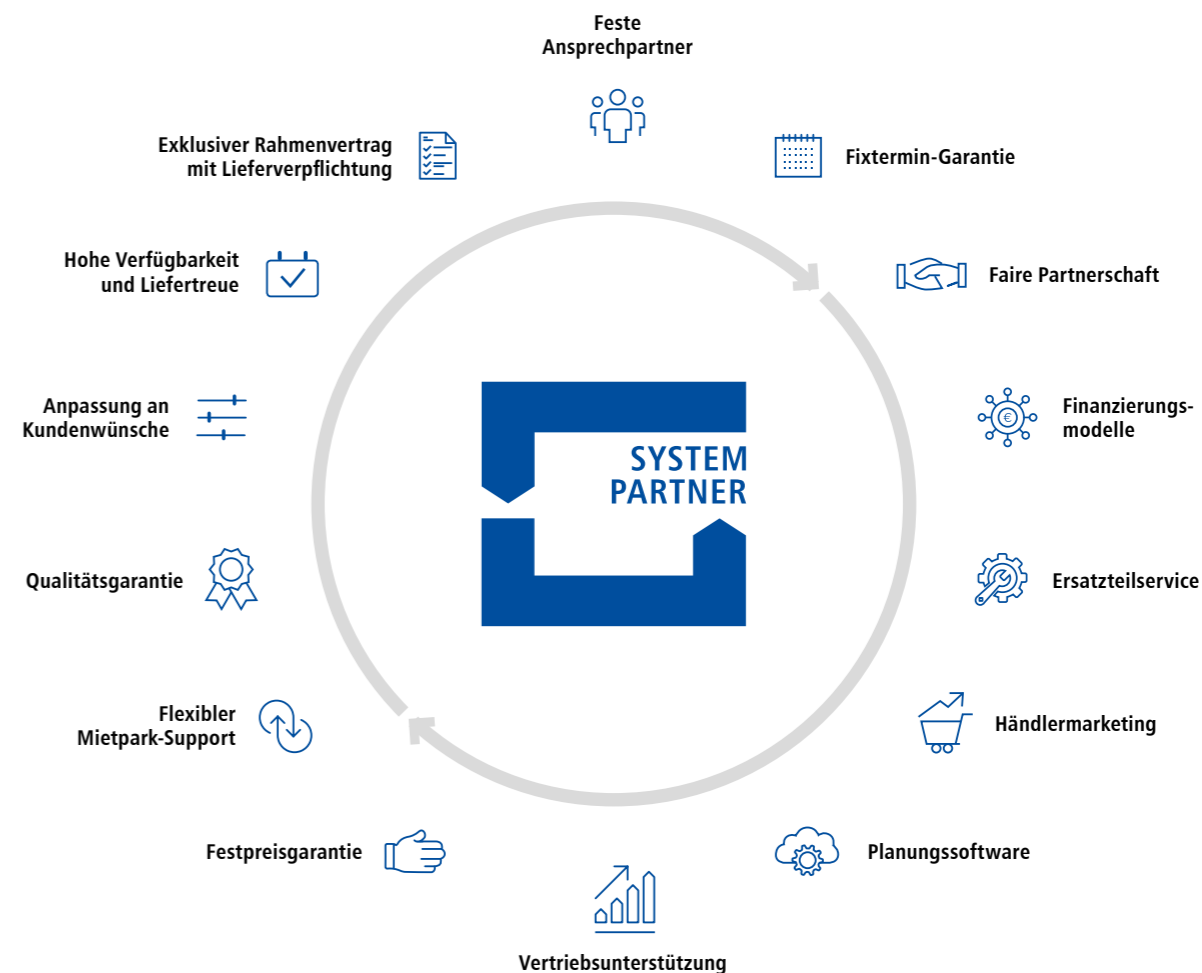 Feste
Ansprechpartner
Fixtermin-Garantie
Faire Partnerschaft
Finanzierungs-
modelle
Ersatzteilservice
Händlermarketing
Planungssoftware
Vertriebsunterstützung
Festpreisgarantie
Flexibler
Mietpark-Support
Qualitätsgarantie
Anpassung an
Kundenwünsche
Hohe Verfügbarkeit
und Liefertreue
Exklusiver Rahmenvertrag
mit Lieferverpflichtung
SYSTEM
PARTNER
€